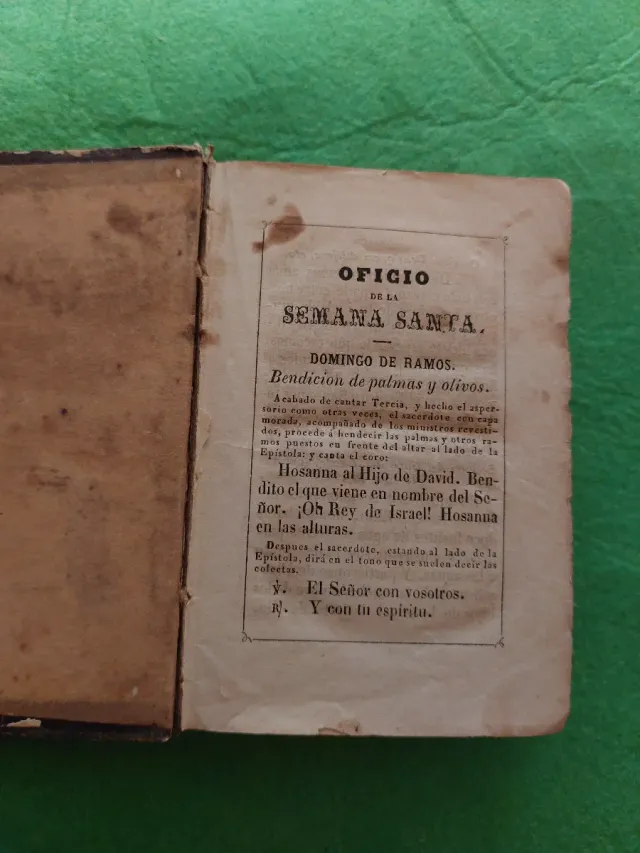 OFICIO
DE LA
SEMANA SANTA.
DOMINGO DE RAMOS.
Bendicion de palmas y olivos.
Acabado de cantar Tercia, y hecho el asper-
sorio como otras veces, el sacerdote con capa
morada, acompañado de los ministros revesti-
dos, procede á bendecir las palmas y otros ra-
mos puestos en frente del altar al lado de la
Epístola: y canta el coro:
Hosanna al Hijo de David. Ben-
dito el que viene en nombre del Se-
ñor. ¡Oh Rey de Israel! Hosanna
en las alturas.
Despues el sacerdote, estando al lado de la
Epístola, dirá en el tono que se suelen decir las
colectas.
℣. El Señor con vosotros.
℟. Y con tu espíritu.